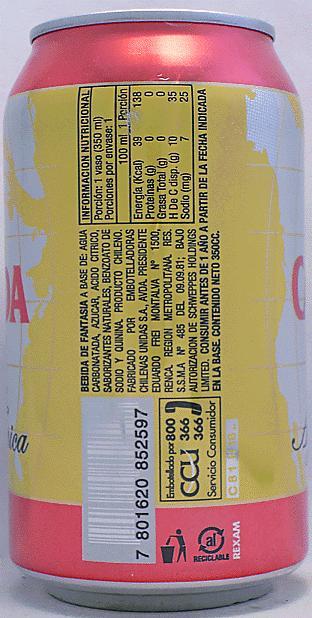 INFORMACION NUTRICIONAL
Porción: 1 vaso (350 ml)
Porciones por envase: 1
100 ml 1 Porción
Energía (Kcal) 39 138
Proteínas (g) 0 0
Grasa Total (g) 0 0
H De C disp. (g) 10 35
Sodio (mg) 7 25
BEBIDA DE FANTASIA A BASE DE: AGUA
CARBONATADA, AZUCAR, ACIDO CITRICO,
SABORIZANTES NATURALES, BENZOATO DE
SODIO Y QUININA. PRODUCTO CHILENO.
FABRICADO POR EMBOTELLADORAS
CHILENAS UNIDAS S.A., AVDA. PRESIDENTE
EDUARDO FREI MONTALVA Nº 1500,
RENCA, REGION METROPOLITANA. RES.
S.S.M.A Nº 485 DEL 09.09.81; BAJO
AUTORIZACION DE SCHWEPPES HOLDINGS
LIMITED. CONSUMIR ANTES DE 1 AÑO A PARTIR DE LA FECHA INDICADA
EN LA BASE. CONTENIDO NETO 350CC.
7 801620 852597
Embotellado por
ccu
800
366
366
Servicio Consumidor
al
RECICLABLE
REXAM
DA
ica
C
A